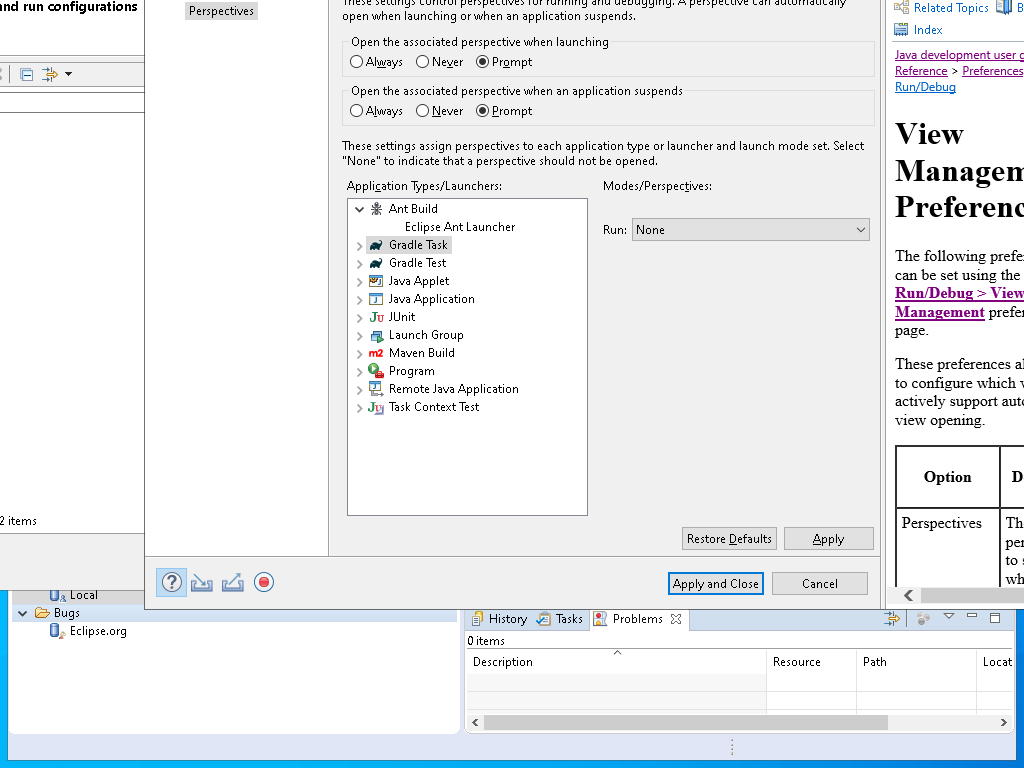 and run configurations
2 items
Perspectives
These settings control perspectives for running and debugging. A perspective can automatically
open when launching or when an application suspends.
Open the associated perspective when launching
Always Never Prompt
Open the associated perspective when an application suspends
Always Never Prompt
These settings assign perspectives to each application type or launcher and launch mode set. Select
"None" to indicate that a perspective should not be opened.
Application Types/Launchers:
Modes/Perspectives:
Ant Build
Eclipse Ant Launcher
Gradle Task
Gradle Test
Java Applet
Java Application
JUnit
Launch Group
Maven Build
Program
Remote Java Application
Task Context Test
Run: None
Restore Defaults Apply
Apply and Close Cancel
Related Topics B
Index
Java development user g
Reference > Preferences
Run/Debug
View
Managem
Preferenc
The following prefer
can be set using the
Run/Debug > View
Management prefer
page.
These preferences al
to configure which v
actively support auto
view opening.
Option D
Perspectives Th
per
to s
wh
Local
Bugs
Eclipse.org
History Tasks Problems
0 items
Description Resource Path Locat